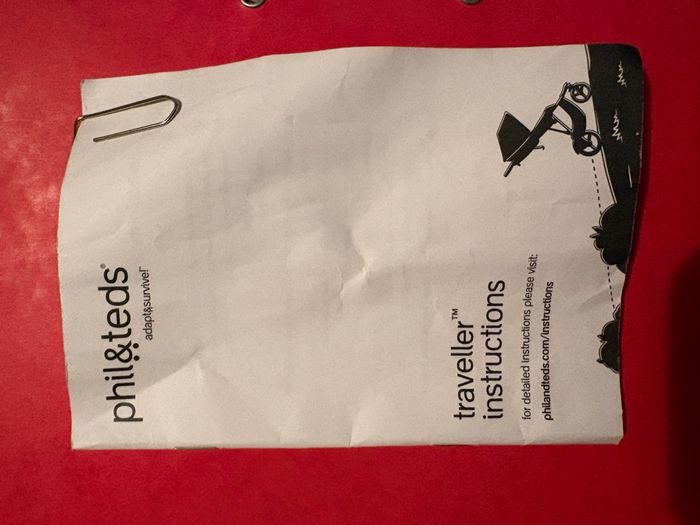 phil&teds®
adapt&survive!™
traveller™
instructions
for detailed instructions please visit:
philandteds.com/instructions